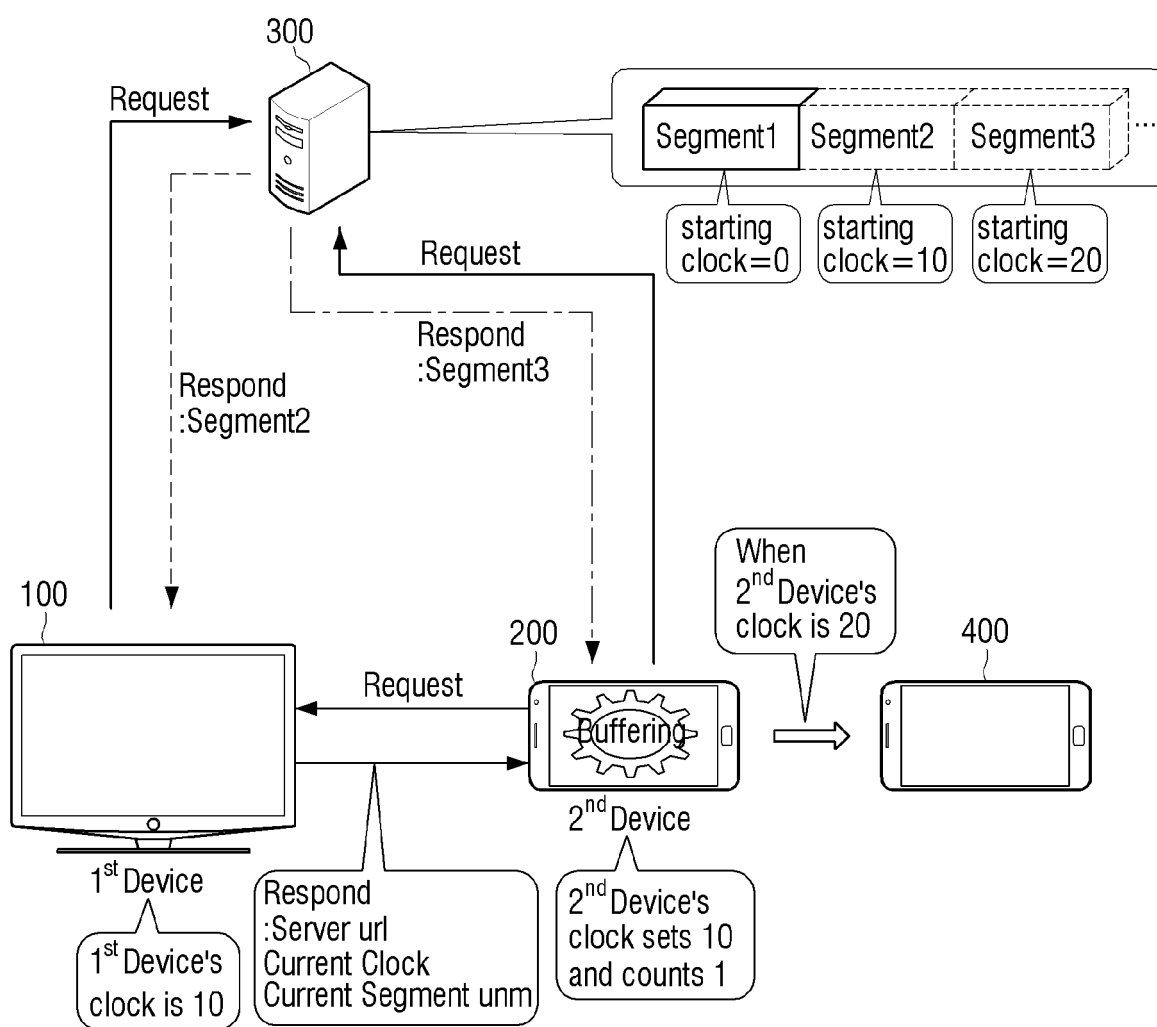 300
Request
Segment1
Segment2
Segment3
...
starting
clock=0
starting
clock=10
starting
clock=20
Request
Respond
:Segment3
Respond
:Segment2
When
2nd Device's
clock is 20
100
200
400
Request
Buffering
1st Device
2nd Device
1st Device's
clock is 10
Respond
:Server url
Current Clock
Current Segment unm
2nd Device's
clock sets 10
and counts 1